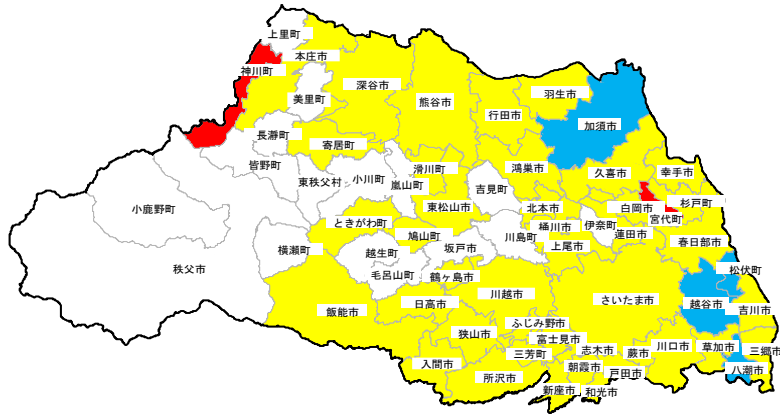 上里町
神川町
本庄市
美里町
深谷市
熊谷市
行田市
羽生市
加須市
長瀞町
寄居町
皆野町
東秩父村
小川町
嵐山町
滑川町
吉見町
鴻巣市
久喜市
幸手市
小鹿野町
ときがわ町
東松山市
北本市
白岡市
杉戸町
宮代町
鳩山町
桶川市
伊奈町
蓮田市
横瀬町
越生町
坂戸市
川島町
上尾市
春日部市
秩父市
毛呂山町
鶴ヶ島市
松伏町
飯能市
日高市
川越市
さいたま市
越谷市
吉川市
狭山市
ふじみ野市
富士見市
入間市
三芳町
志木市
蕨市
川口市
草加市
三郷市
所沢市
朝霞市
戸田市
八潮市
新座市
和光市